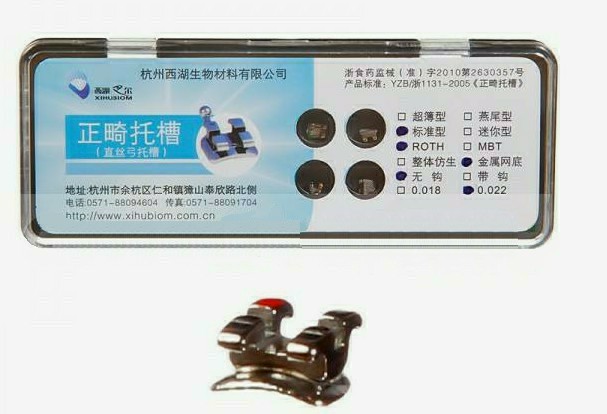 杭州西湖生物材料有限公司
浙食药监械（准）字2010第2630357号
产品标准：YZB/浙1131-2005《正畸托槽》
西湖巴尔
XIHUBIOM
正畸托槽
（直丝弓托槽）
超薄型 燕尾型
标准型 迷你型
ROTH MBT
整体仿生 金属网底
无 钩 带 钩
0.018 0.022
地址:杭州市余杭区仁和镇獐山泰欣路北侧
电话:0571-88094604 传真:0571-88091704
http://www.xihubiom.com.cn